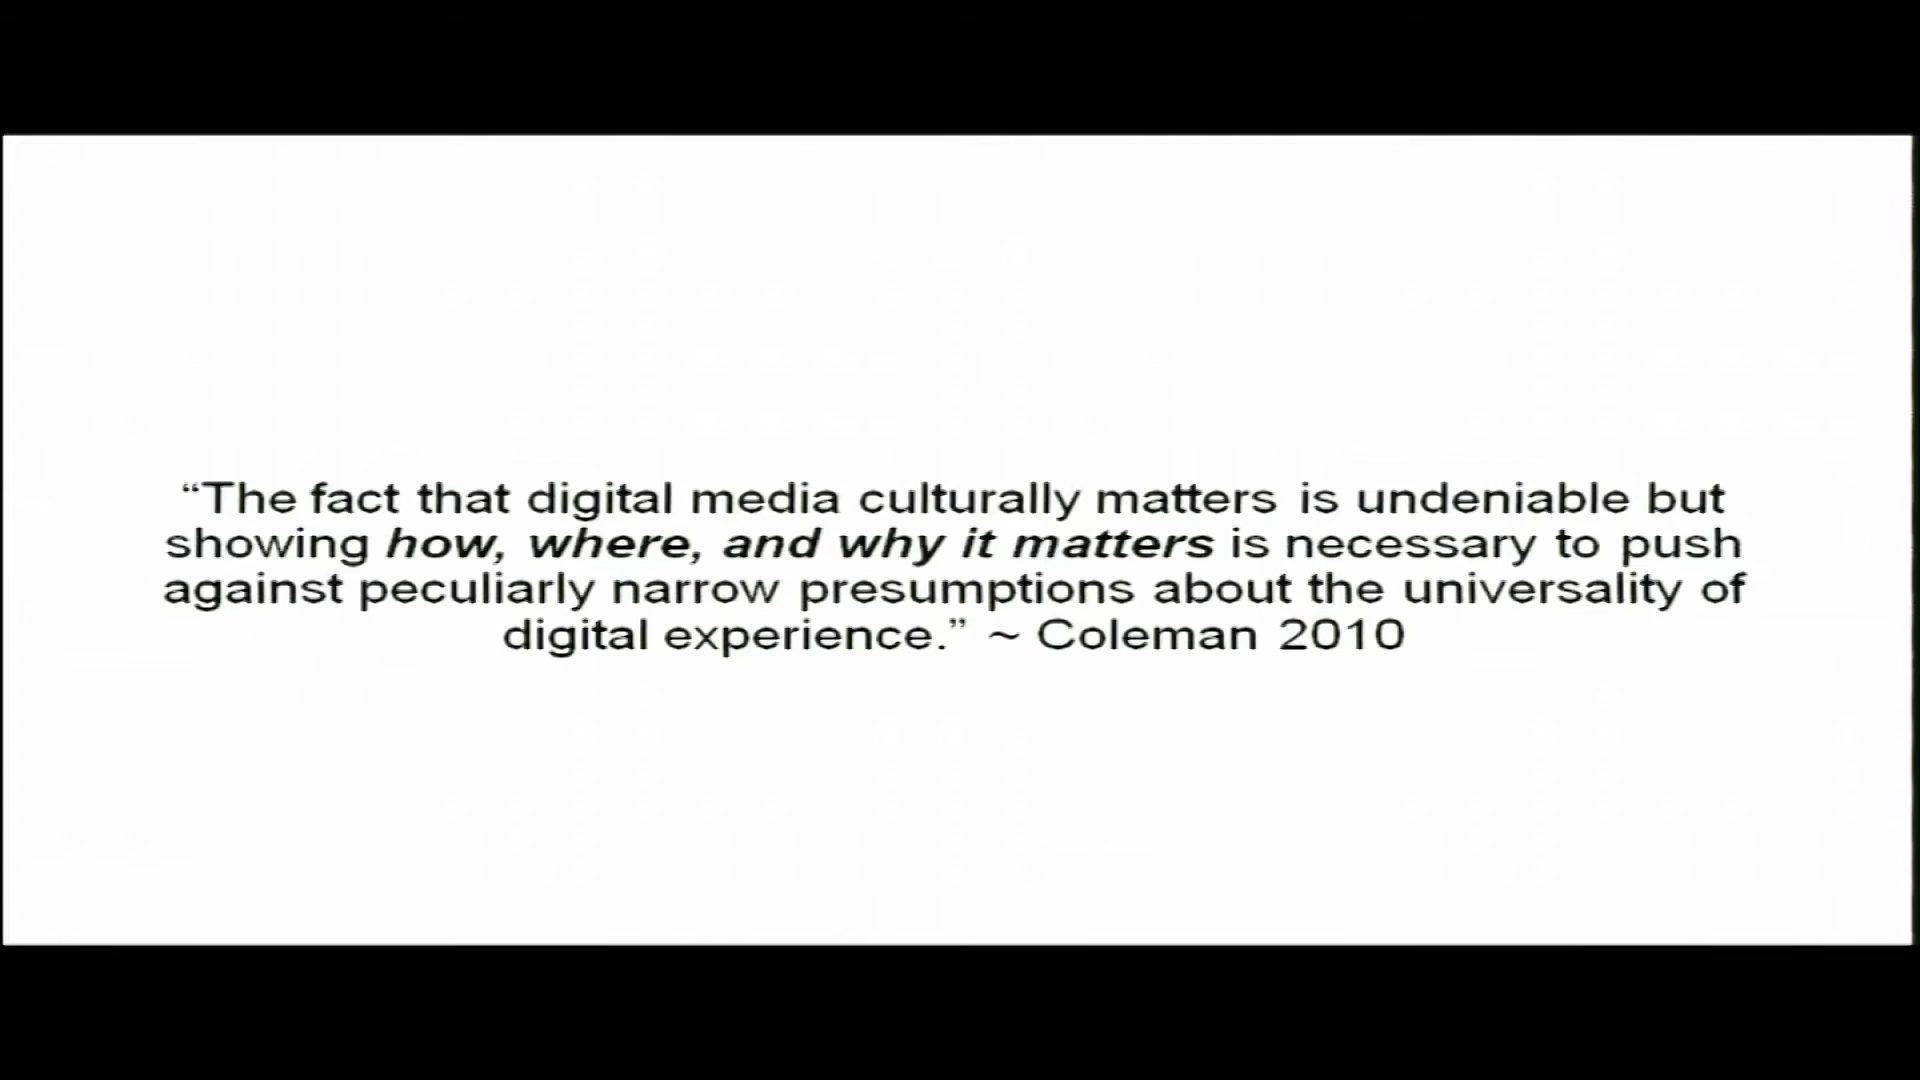 “The fact that digital media culturally matters is undeniable but
showing how, where, and why it matters is necessary to push
against peculiarly narrow presumptions about the universality of
digital experience.” ~ Coleman 2010